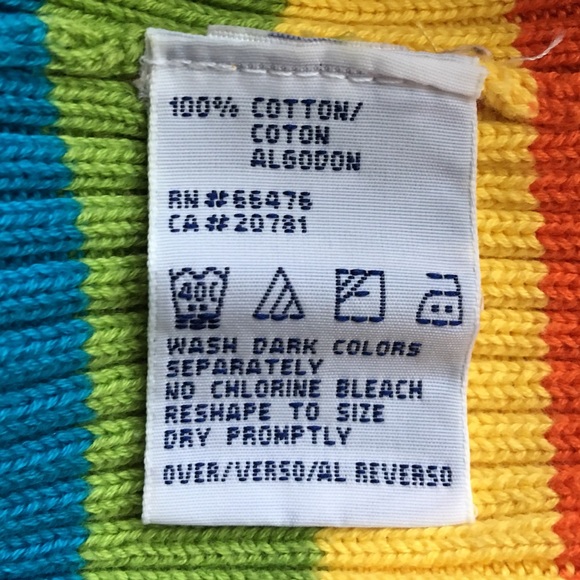 100% COTTON/
COTON
ALGODON
RN#66476
CA#20781
40C
WASH DARK COLORS
SEPARATELY
NO CHLORINE BLEACH
RESHAPE TO SIZE
DRY PROMPTLY
OVER/VERSO/AL REVERSO